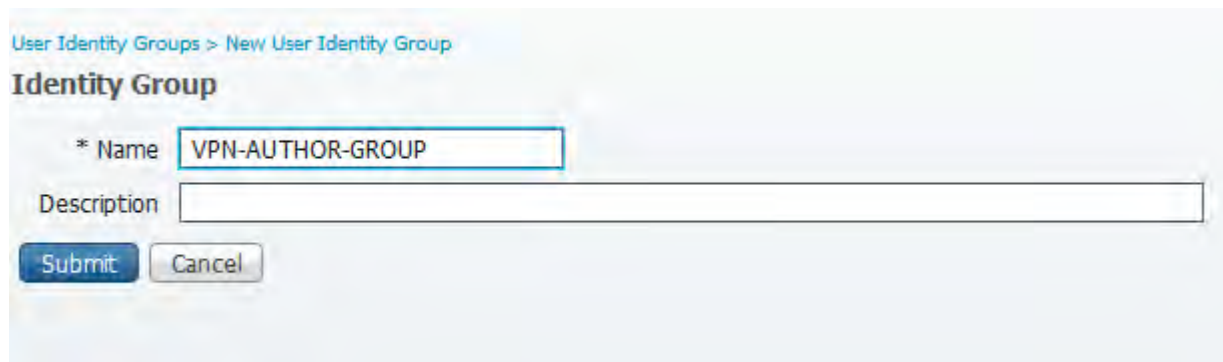 User Identity Groups > New User Identity Group
Identity Group
* Name VPN-AUTHOR-GROUP
Description
Submit Cancel